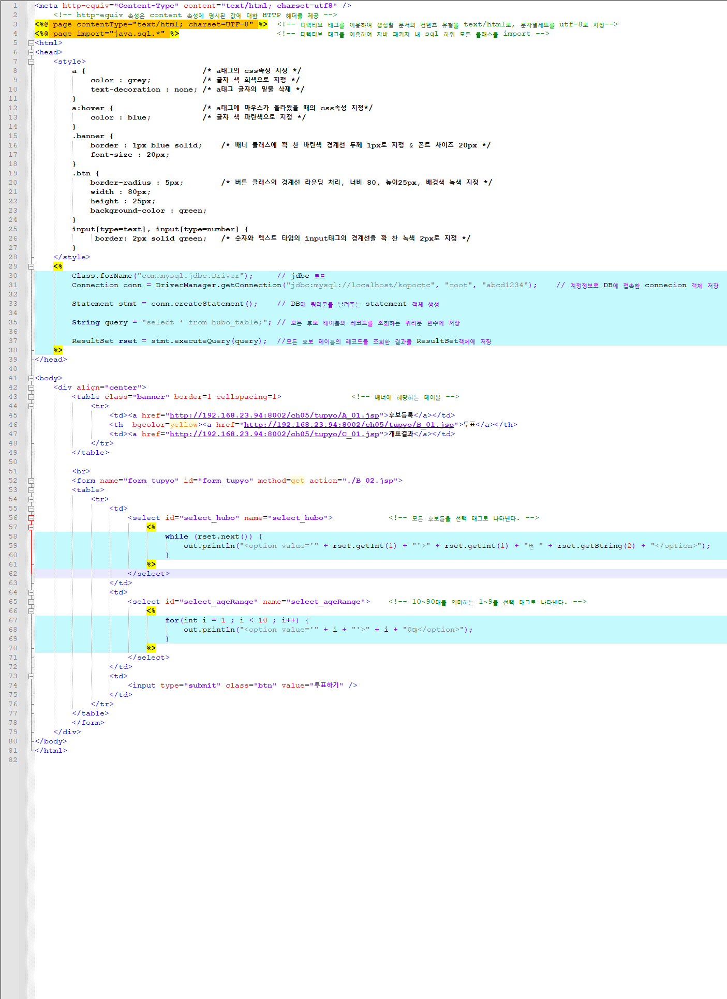 1 <meta http-equiv="Content-Type" content="text/html; charset=utf8" />
2 <!-- http-equiv 속성은 content 속성에 명시된 값에 대한 HTTP 헤더를 제공 -->
3 <%@ page contentType="text/html; charset=UTF-8" %> <!-- 디렉티브 태그를 이용하여 생성할 문서의 컨텐츠 유형을 text/html로, 문자열세트를 utf-8로 지정-->
4 <%@ page import="java.sql.*" %> <!-- 디렉티브 태그를 이용하여 자바 패키지 내 sql 하위 모든 클래스를 import -->
5 <html>
6 <head>
7 <style>
8 a { /* a태그의 css속성 지정 */
9 color : grey; /* 글자 색 회색으로 지정 */
10 text-decoration : none; /* a태그 글자의 밑줄 삭제 */
11 }
12 a:hover { /* a태그에 마우스가 올라왔을 때의 css속성 지정*/
13 color : blue; /* 글자 색 파란색으로 지정 */
14 }
15 .banner {
16 border : 1px blue solid; /* 배너 클래스에 꽉 찬 바란색 경계선 두께 1px로 지정 & 폰트 사이즈 20px */
17 font-size : 20px;
18 }
19 .btn {
20 border-radius : 5px; /* 버튼 클래스의 경계선 라운딩 처리, 너비 80, 높이25px, 배경색 녹색 지정 */
21 width : 80px;
22 height : 25px;
23 background-color : green;
24 }
25 input[type=text], input[type=number] {
26 border: 2px solid green; /* 숫자와 텍스트 타입의 input태그의 경계선을 꽉 찬 녹색 2px로 지정 */
27 }
28 </style>
29 <%
30 Class.forName("com.mysql.jdbc.Driver"); // jdbc 로드
31 Connection conn = DriverManager.getConnection("jdbc:mysql://localhost/kopoctc", "root", "abcd1234"); // 계정정보로 DB에 접속한 connecion 객체 저장
32
33 Statement stmt = conn.createStatement(); // DB에 쿼리문를 날려주는 statement 객체 생성
34
35 String query = "select * from hubo_table;"; // 모든 후보 테이블의 레코드를 조회하는 퀴리문 변수에 저장
36
37 ResultSet rset = stmt.executeQuery(query); //모든 후보 테이블의 레코드를 조회한 결과를 ResultSet객체에 저장
38 %>
39 </head>
40
41 <body>
42 <div align="center">
43 <table class="banner" border=1 cellspacing=1> <!-- 배너에 해당하는 테이블 -->
44 <tr>
45 <td><a href="http://192.168.23.94:8002/ch05/tupyo/A_01.jsp">후보등록</a></td>
46 <th bgcolor=yellow><a href="http://192.168.23.94:8002/ch05/tupyo/B_01.jsp">투표</a></th>
47 <td><a href="http://192.168.23.94:8002/ch05/tupyo/C_01.jsp">개표결과</a></td>
48 </tr>
49 </table>
50
51 <br>
52 <form name="form_tupyo" id="form_tupyo" method=get action="./B_02.jsp">
53 <table>
54 <tr>
55 <td>
56 <select id="select_hubo" name="select_hubo"> <!-- 모든 후보들을 선택 태그로 나타낸다. -->
57 <%
58 while (rset.next()) {
59 out.println("<option value='" + rset.getInt(1) + "'>" + rset.getInt(1) + "번 " + rset.getString(2) + "</option>");
60 }
61 %>
62 </select>
63 </td>
64 <td>
65 <select id="select_ageRange" name="select_ageRange"> <!-- 10~90대를 의미하는 1~9를 선택 태그로 나타낸다. -->
66 <%
67 for(int i = 1 ; i < 10 ; i++) {
68 out.println("<option value='" + i + "'>" + i + "0대</option>");
69 }
70 %>
71 </select>
72 </td>
73 <td>
74 <input type="submit" class="btn" value="투표하기" />
75 </td>
76 </tr>
77 </table>
78 </form>
79 </div>
80 </body>
81 </html>
82